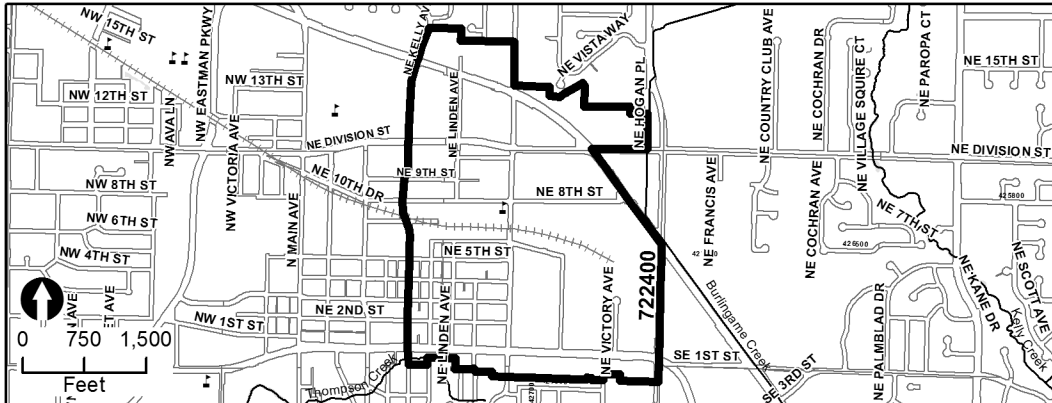 NW 15TH ST
NW EASTMAN PKWY
NE KELLY AVE
NE VISTA WAY
NE HOGAN PL
NE COUNTRY CLUB AVE
NE COCHRAN DR
NE VILLAGE SQUIRE CT
NE PAROPA CT
NE 15TH ST
NW 13TH ST
NW 12TH ST
NE LINDEN AVE
NW AVA LN
NW VICTORIA AVE
NE DIVISION ST
NE DIVISION ST
NE 9TH ST
NE 10TH DR
NE 8TH ST
NW 8TH ST
NW 6TH ST
NW 4TH ST
N MAIN AVE
NE FRANCIS AVE
NE COCHRAN AVE
425800
NE 7TH ST
426500
NE 5TH ST
NE KANE DR
NE SCOTT AVE
Kelly Creek
722400
Burlingame Creek
NE 2ND ST
NW 1ST ST
NE LINDEN AVE
NE VICTORY AVE
SE 1ST ST
SE 3RD ST
NE PALMBLAD DR
Thompson Creek
0 750 1,500
Feet